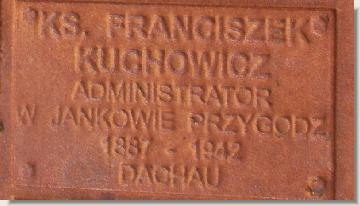 KS. FRANCISZEK
KUCHOWICZ
ADMINISTRATOR
W JANKOWIE PRZYGODZ.
1887 - 1942
DACHAU